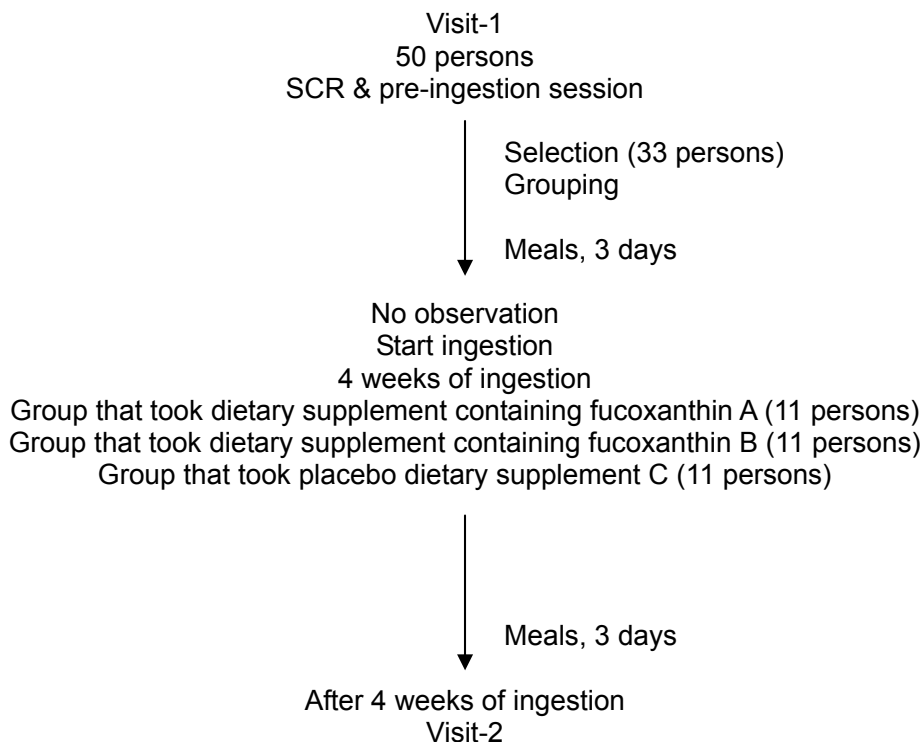 Visit-1
50 persons
SCR & pre-ingestion session
Selection (33 persons)
Grouping
Meals, 3 days
No observation
Start ingestion
4 weeks of ingestion
Group that took dietary supplement containing fucoxanthin A (11 persons)
Group that took dietary supplement containing fucoxanthin B (11 persons)
Group that took placebo dietary supplement C (11 persons)
Meals, 3 days
After 4 weeks of ingestion
Visit-2